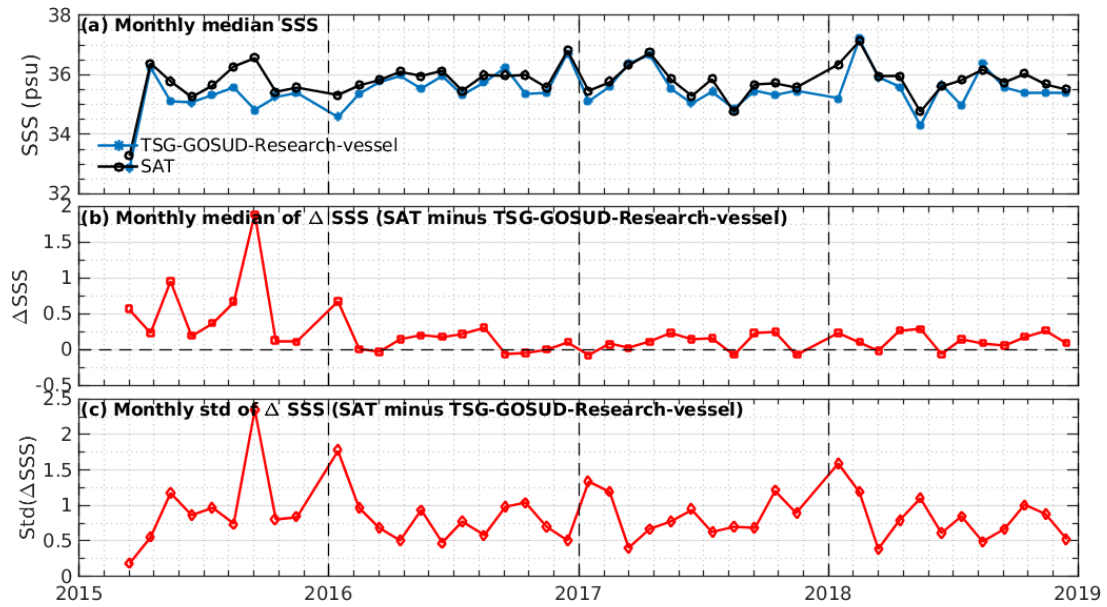 (a) Monthly median SSS
38
36
34
32
SSS (psu)
TSG-GOSUD-Research-vessel
SAT
(b) Monthly median of Δ SSS (SAT minus TSG-GOSUD-Research-vessel)
2
1.5
1
0.5
0
-0.5
ΔSSS
(c) Monthly std of Δ SSS (SAT minus TSG-GOSUD-Research-vessel)
2.5
2
1.5
1
0.5
0
Std(ΔSSS)
2015 2016 2017 2018 2019